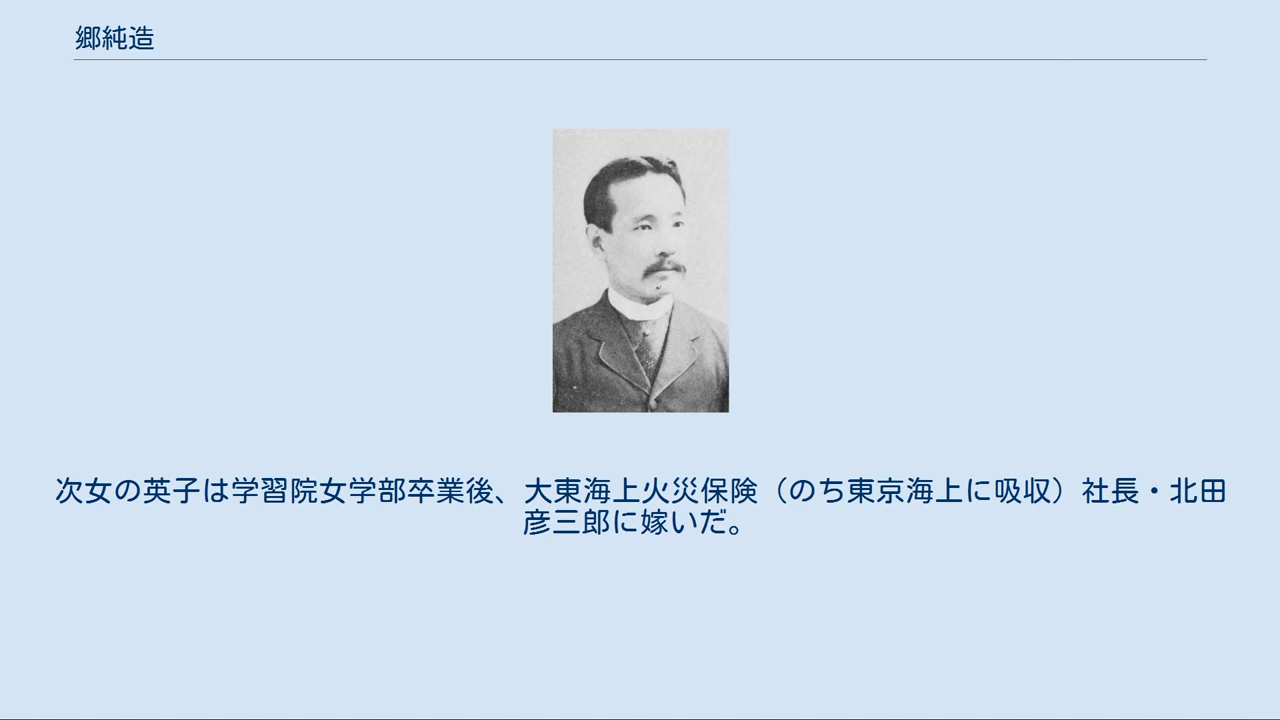 郷純造
次女の英子は学習院女学部卒業後、大東海上火災保険（のち東京海上に吸収）社長・北田
彦三郎に嫁いだ。